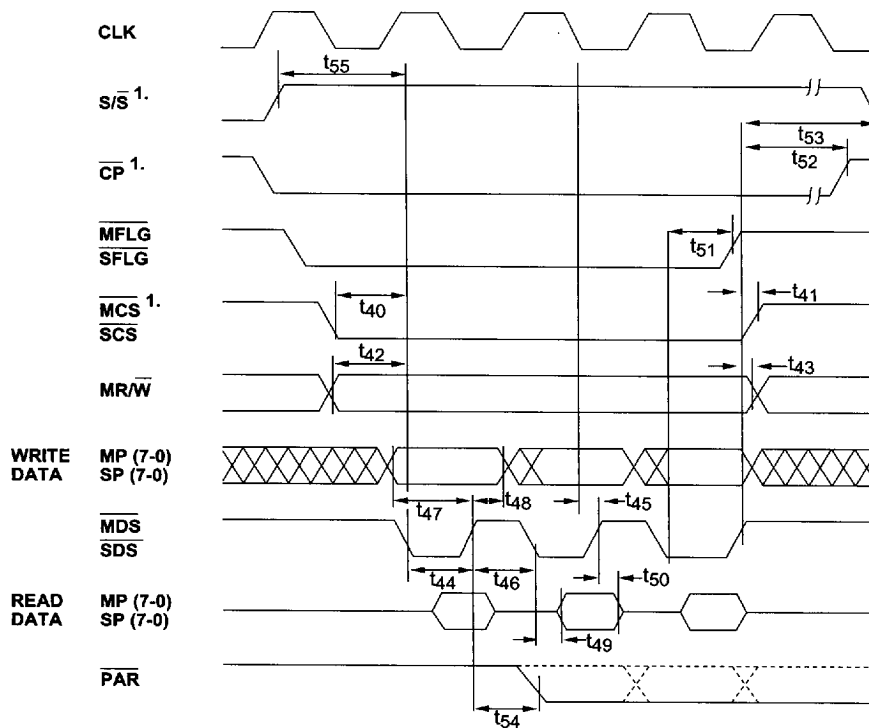 CLK
t55
S/S̅ 1.
t53
C̅P̅ 1.
t52
M̅F̅L̅G̅
S̅F̅L̅G̅
t51
M̅C̅S̅ 1.
S̅C̅S̅
t40
t41
t42
MR/W̅
t43
WRITE DATA
MP (7-0)
SP (7-0)
t47
t48
t45
M̅D̅S̅
S̅D̅S̅
t44
t46
t50
READ DATA
MP (7-0)
SP (7-0)
t49
P̅A̅R̅
t54